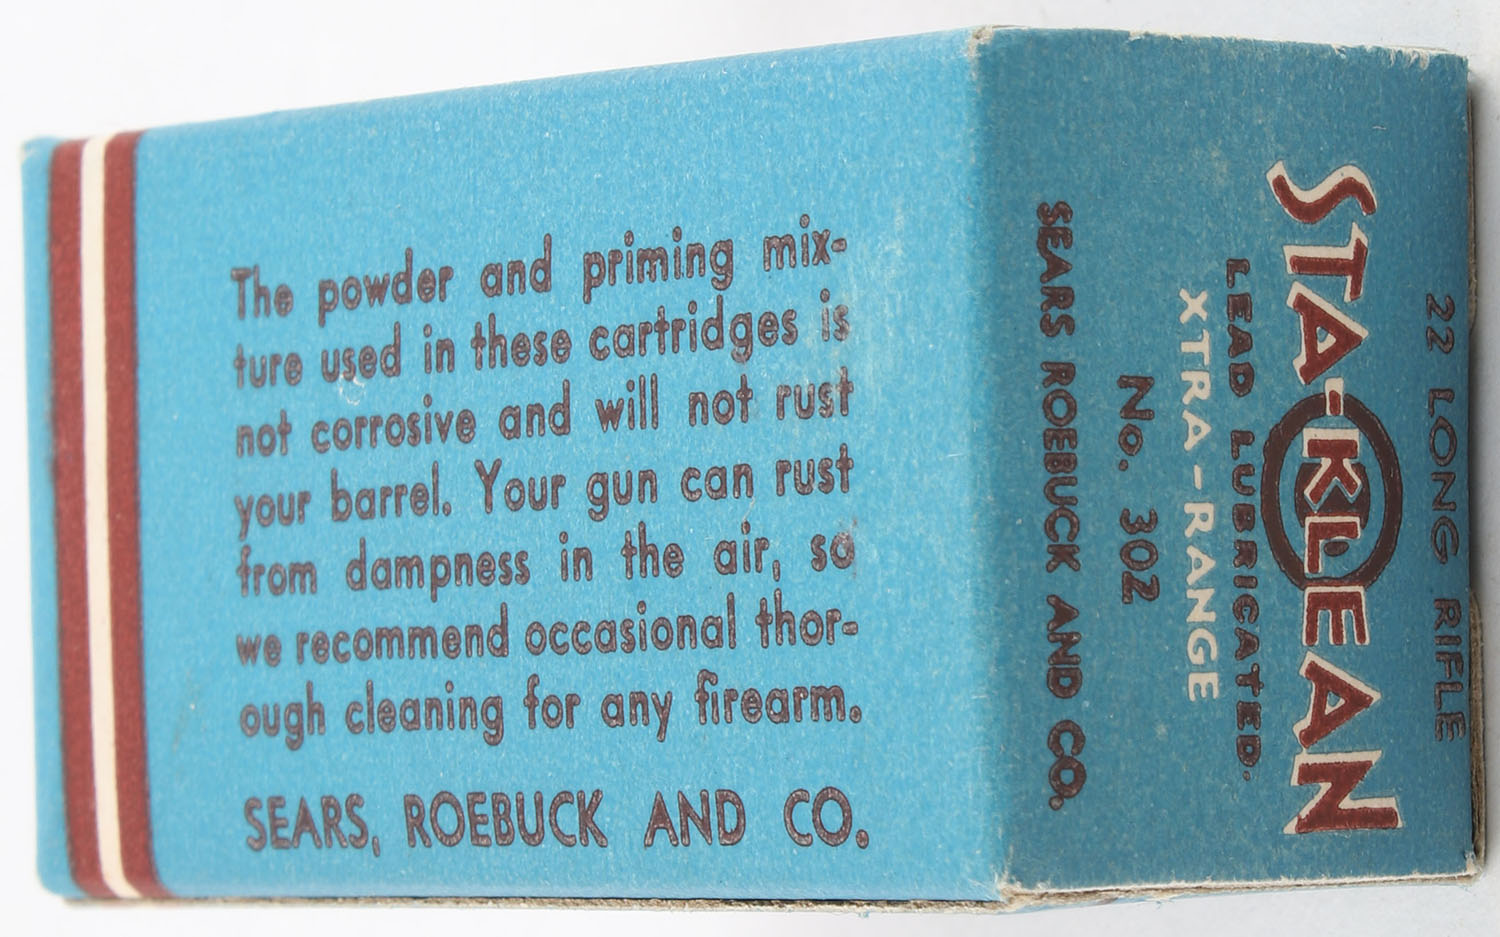 The powder and priming mix-
ture used in these cartridges is
not corrosive and will not rust
your barrel. Your gun can rust
from dampness in the air, so
we recommend occasional thor-
ough cleaning for any firearm.
SEARS, ROEBUCK AND CO.
22 LONG RIFLE
STA-KLEAN
LEAD LUBRICATED.
XTRA-RANGE
No. 302
SEARS ROEBUCK AND CO.